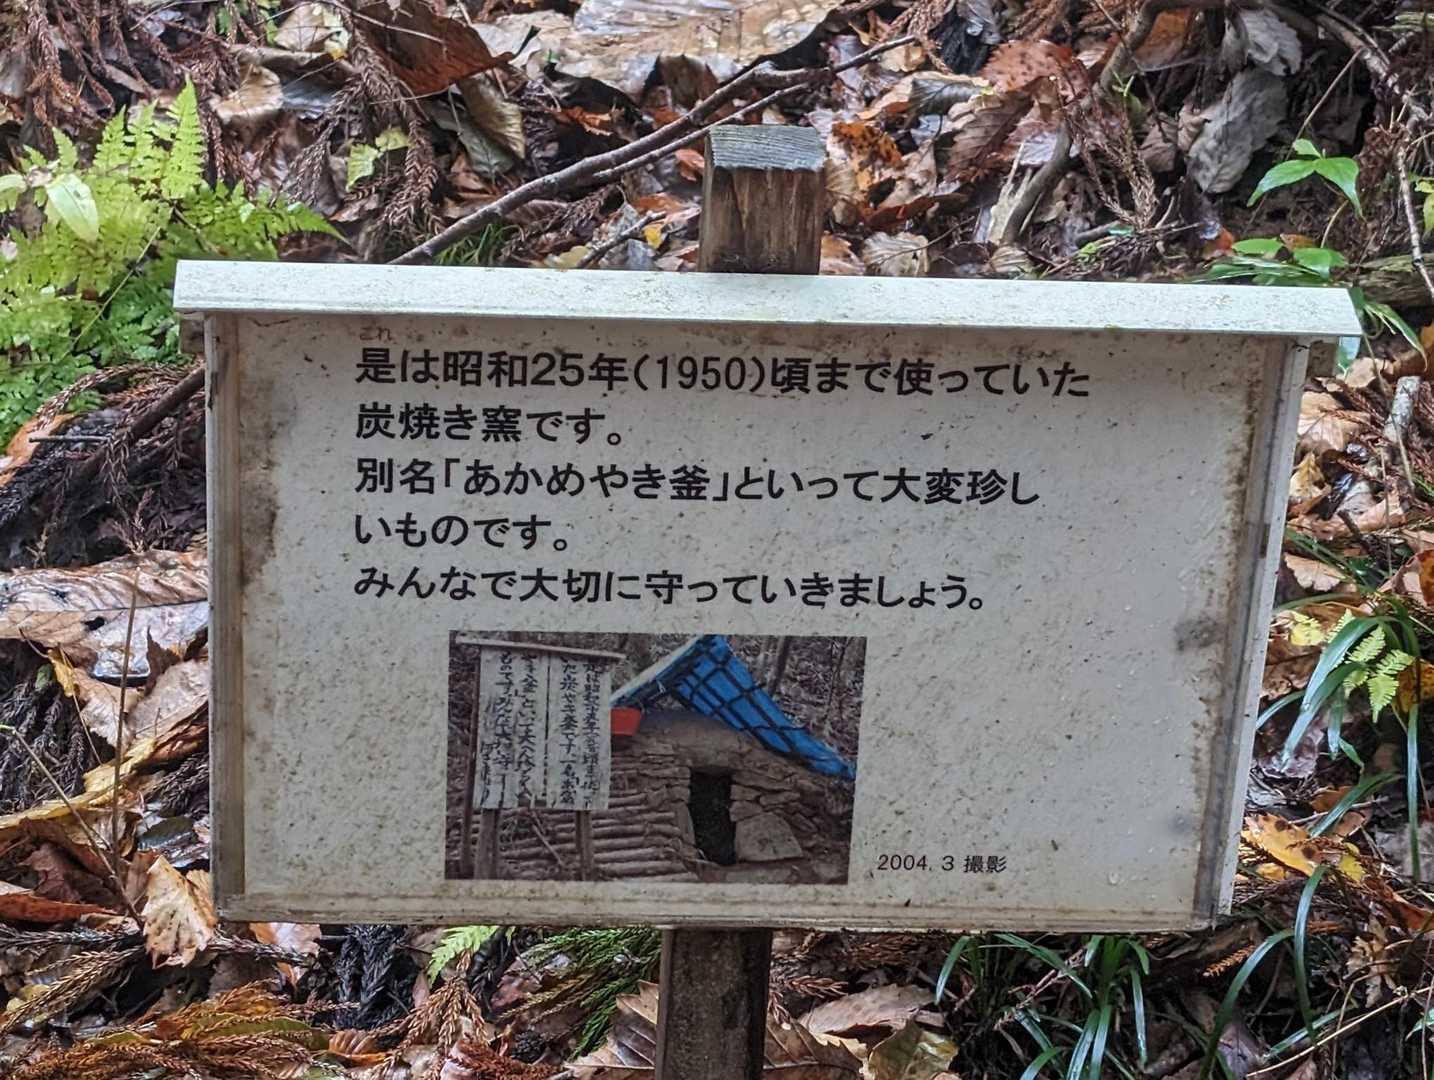 これ
是は昭和25年(1950)頃まで使っていた
炭焼き窯です。
別名「あかめやき釜」といって大変珍し
いものです。
みんなで大切に守っていきましょう。
2004. 3 撮影